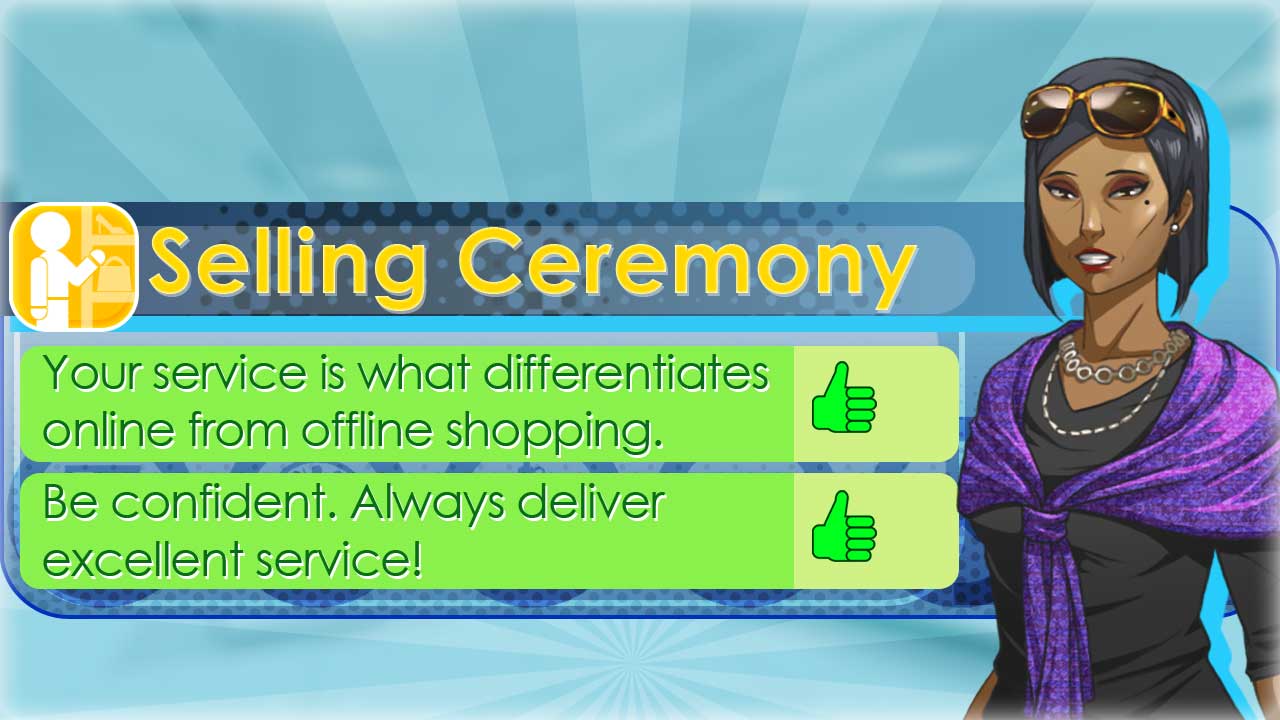 Selling Ceremony
Your service is what differentiates
online from offline shopping.
Be confident. Always deliver
excellent service!